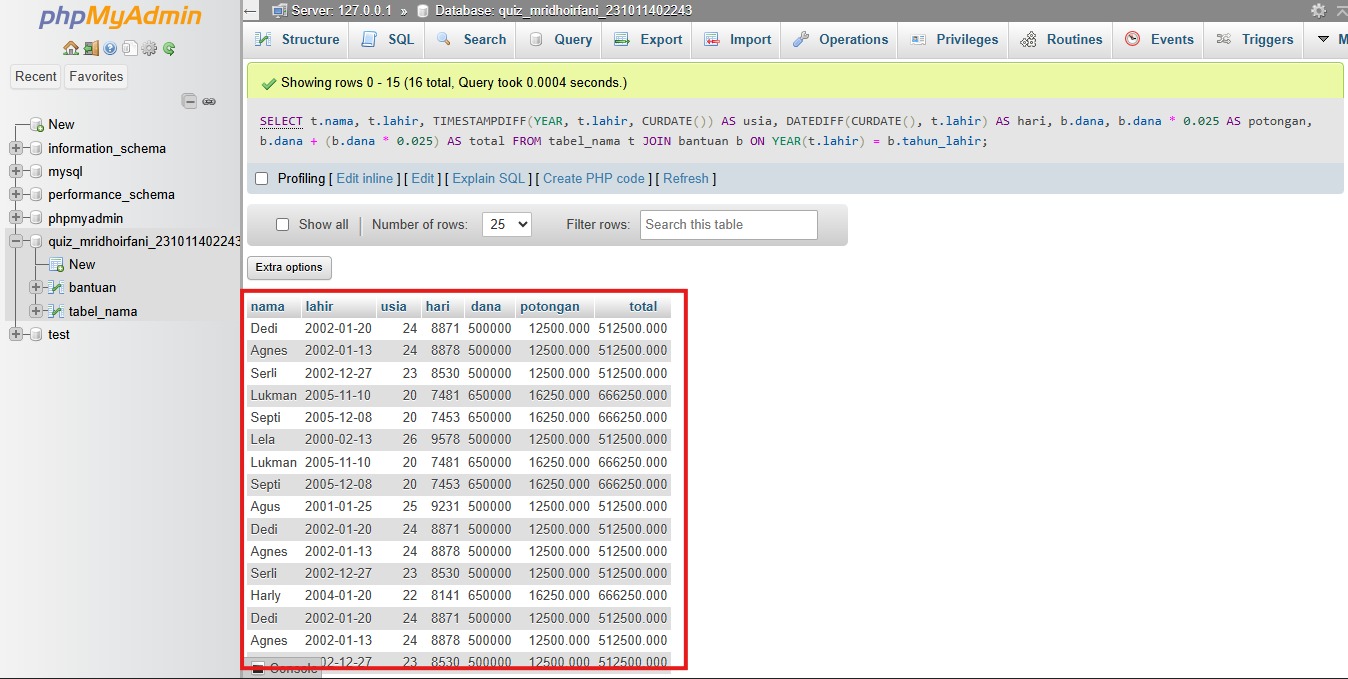 phpMyAdmin
Recent Favorites
New
information_schema
mysql
performance_schema
phpmyadmin
quiz_mridhoirfani_231011402243
New
bantuan
tabel_nama
test
Server: 127.0.0.1 » Database: quiz_mridhoirfani_231011402243
Structure SQL Search Query Export Import Operations Privileges Routines Events Triggers M
Showing rows 0 - 15 (16 total, Query took 0.0004 seconds.)
SELECT t.nama, t.lahir, TIMESTAMPDIFF(YEAR, t.lahir, CURDATE()) AS usia, DATEDIFF(CURDATE(), t.lahir) AS hari, b.dana, b.dana * 0.025 AS potongan,
b.dana + (b.dana * 0.025) AS total FROM tabel_nama t JOIN bantuan b ON YEAR(t.lahir) = b.tahun_lahir;
Profiling [ Edit inline ] [ Edit ] [ Explain SQL ] [ Create PHP code ] [ Refresh ]
Show all Number of rows: 25 Filter rows: Search this table
Extra options
nama lahir usia hari dana potongan total
Dedi 2002-01-20 24 8871 500000 12500.000 512500.000
Agnes 2002-01-13 24 8878 500000 12500.000 512500.000
Serli 2002-12-27 23 8530 500000 12500.000 512500.000
Lukman 2005-11-10 20 7481 650000 16250.000 666250.000
Septi 2005-12-08 20 7453 650000 16250.000 666250.000
Lela 2000-02-13 26 9578 500000 12500.000 512500.000
Lukman 2005-11-10 20 7481 650000 16250.000 666250.000
Septi 2005-12-08 20 7453 650000 16250.000 666250.000
Agus 2001-01-25 25 9231 500000 12500.000 512500.000
Dedi 2002-01-20 24 8871 500000 12500.000 512500.000
Agnes 2002-01-13 24 8878 500000 12500.000 512500.000
Serli 2002-12-27 23 8530 500000 12500.000 512500.000
Harly 2004-01-20 22 8141 650000 16250.000 666250.000
Dedi 2002-01-20 24 8871 500000 12500.000 512500.000
Agnes 2002-01-13 24 8878 500000 12500.000 512500.000
02-12-27 23 8530 500000 12500.000 512500.000
Console